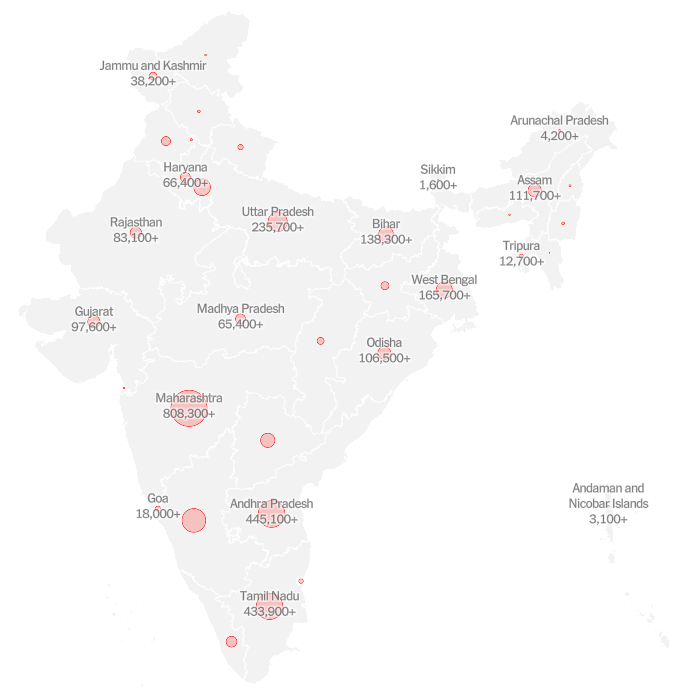 Jammu and Kashmir
38,200+
Arunachal Pradesh
4,200+
Sikkim
1,600+
Haryana
66,400+
Assam
111,700+
Uttar Pradesh
235,700+
Rajasthan
83,100+
Bihar
138,300+
Tripura
12,700+
West Bengal
165,700+
Madhya Pradesh
65,400+
Gujarat
97,600+
Odisha
106,500+
Maharashtra
808,300+
Goa
18,000+
Andhra Pradesh
445,100+
Andaman and
Nicobar Islands
3,100+
Tamil Nadu
433,900+